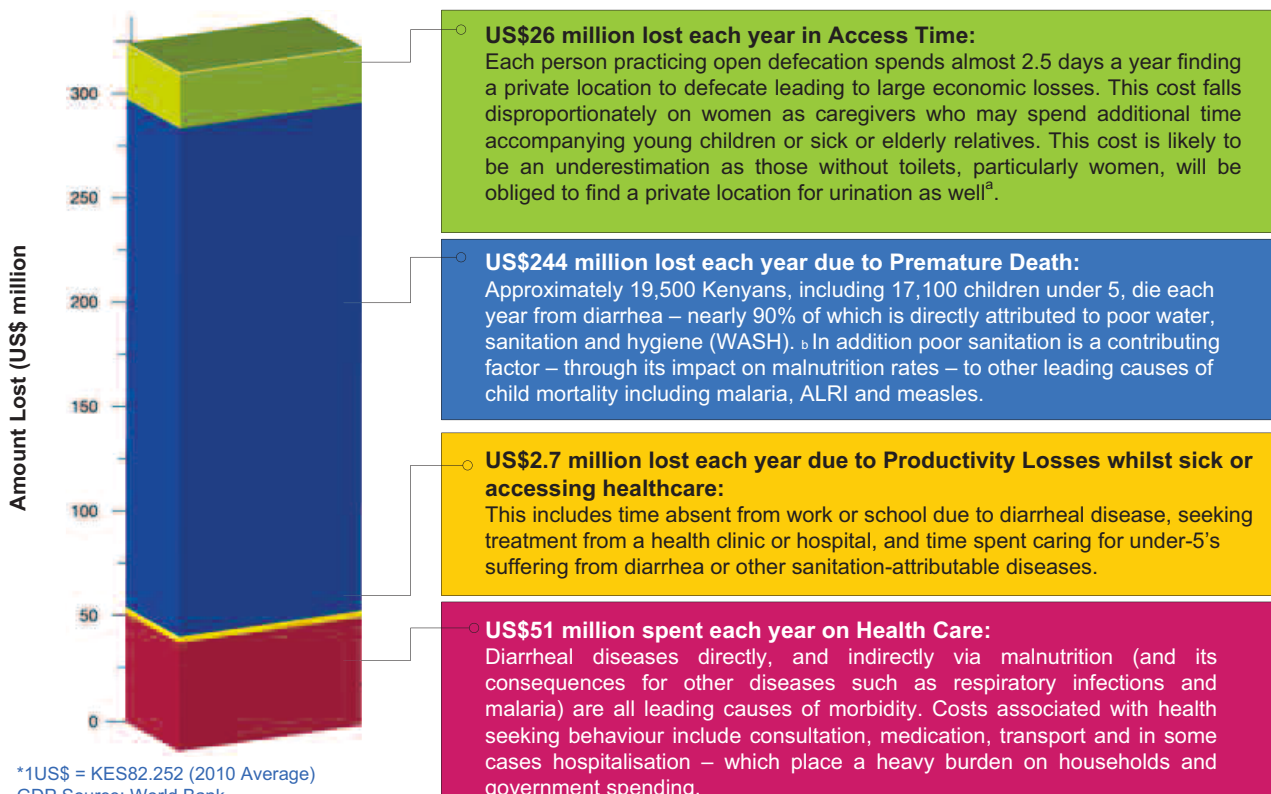 US$26 million lost each year in Access Time:
Each person practicing open defecation spends almost 2.5 days a year finding
a private location to defecate leading to large economic losses. This cost falls
disproportionately on women as caregivers who may spend additional time
accompanying young children or sick or elderly relatives. This cost is likely to
be an underestimation as those without toilets, particularly women, will be
obliged to find a private location for urination as well^a.
US$244 million lost each year due to Premature Death:
Approximately 19,500 Kenyans, including 17,100 children under 5, die each
year from diarrhea – nearly 90% of which is directly attributed to poor water,
sanitation and hygiene (WASH). b In addition poor sanitation is a contributing
factor – through its impact on malnutrition rates – to other leading causes of
child mortality including malaria, ALRI and measles.
US$2.7 million lost each year due to Productivity Losses whilst sick or
accessing healthcare:
This includes time absent from work or school due to diarrheal disease, seeking
treatment from a health clinic or hospital, and time spent caring for under-5's
suffering from diarrhea or other sanitation-attributable diseases.
US$51 million spent each year on Health Care:
Diarrheal diseases directly, and indirectly via malnutrition (and its
consequences for other diseases such as respiratory infections and
malaria) are all leading causes of morbidity. Costs associated with health
seeking behaviour include consultation, medication, transport and in some
cases hospitalisation – which place a heavy burden on households and
government spending.
Amount Lost (US$ million
300
250
200
150
100
50
0
*1US$ = KES82.252 (2010 Average)
GDP Source: World Bank